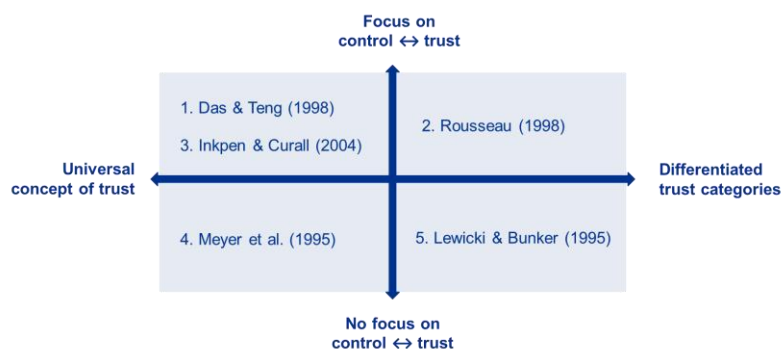 Focus on
control ↔ trust
1. Das & Teng (1998)
2. Rousseau (1998)
3. Inkpen & Curall (2004)
Universal
concept of trust
Differentiated
trust categories
4. Meyer et al. (1995)
5. Lewicki & Bunker (1995)
No focus on
control ↔ trust